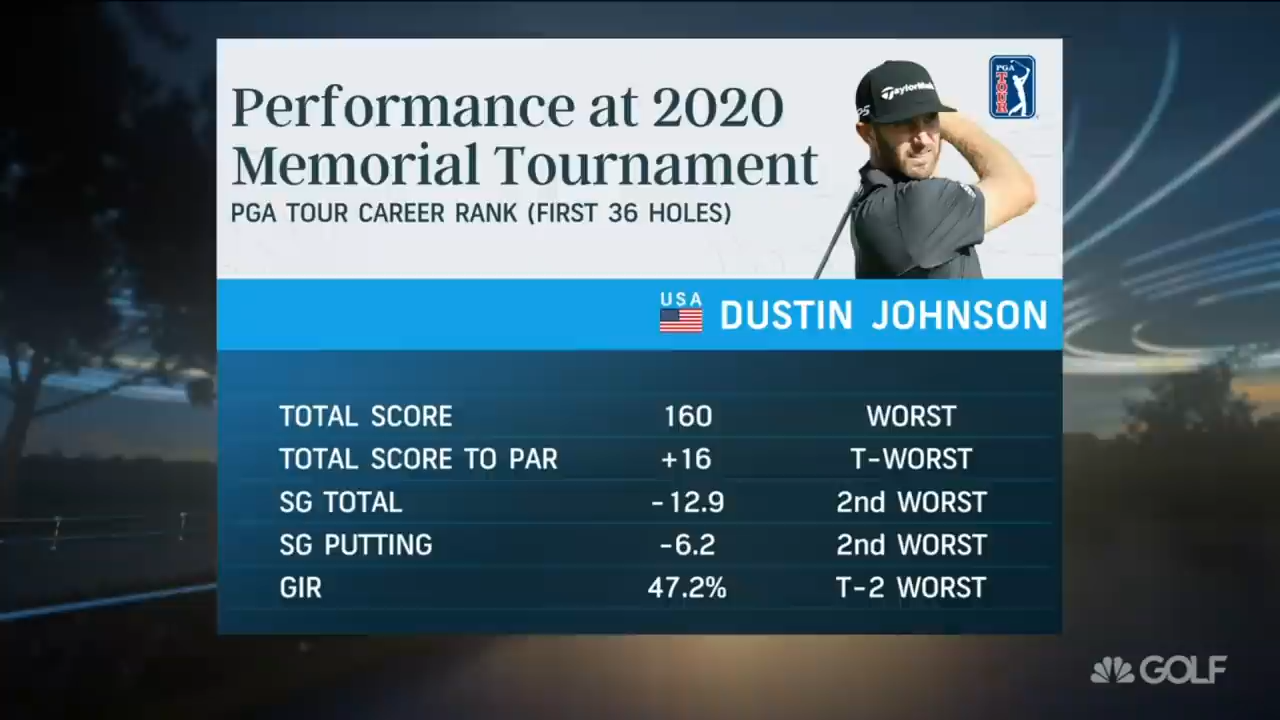 Performance at 2020
Memorial Tournament
PGA TOUR CAREER RANK (FIRST 36 HOLES)
TaylorMade
PGA
TOUR
USA
DUSTIN JOHNSON
TOTAL SCORE 160 WORST
TOTAL SCORE TO PAR +16 T-WORST
SG TOTAL -12.9 2nd WORST
SG PUTTING -6.2 2nd WORST
GIR 47.2% T-2 WORST
GOLF